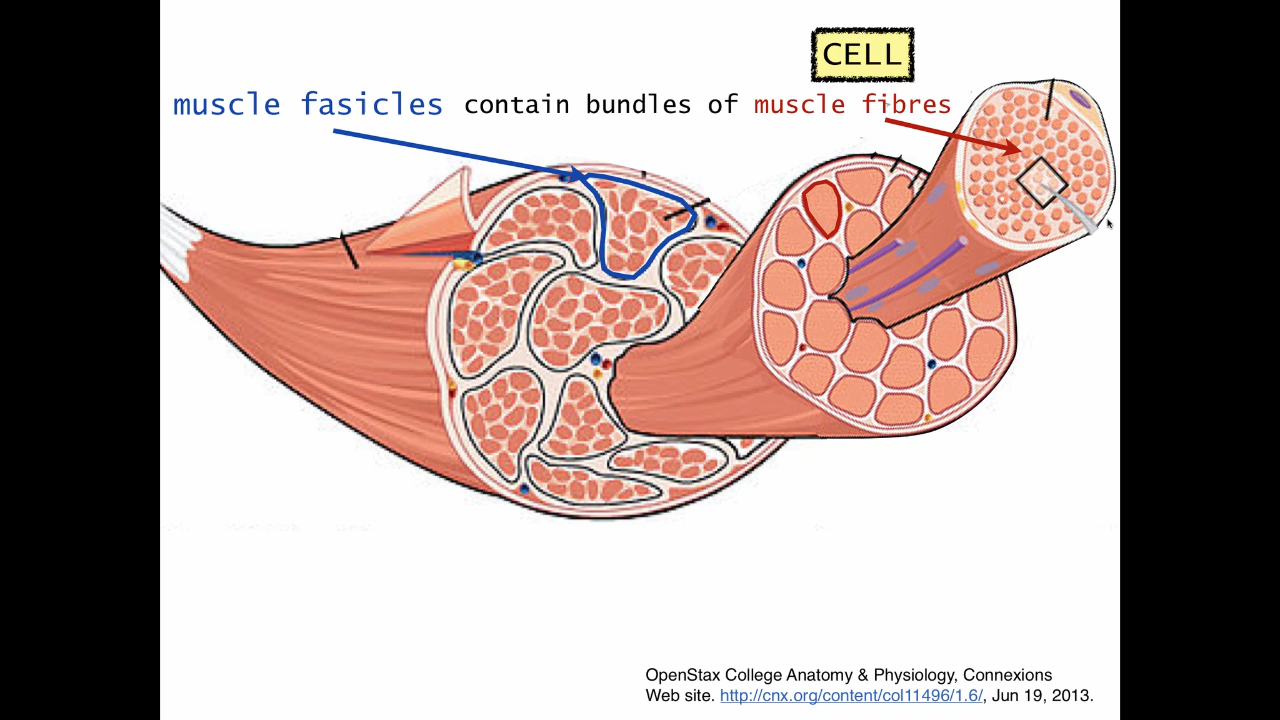 CELL
muscle fasicles contain bundles of muscle fibres
OpenStax College Anatomy & Physiology, Connexions
Web site. http://cnx.org/content/col11496/1.6/, Jun 19, 2013.